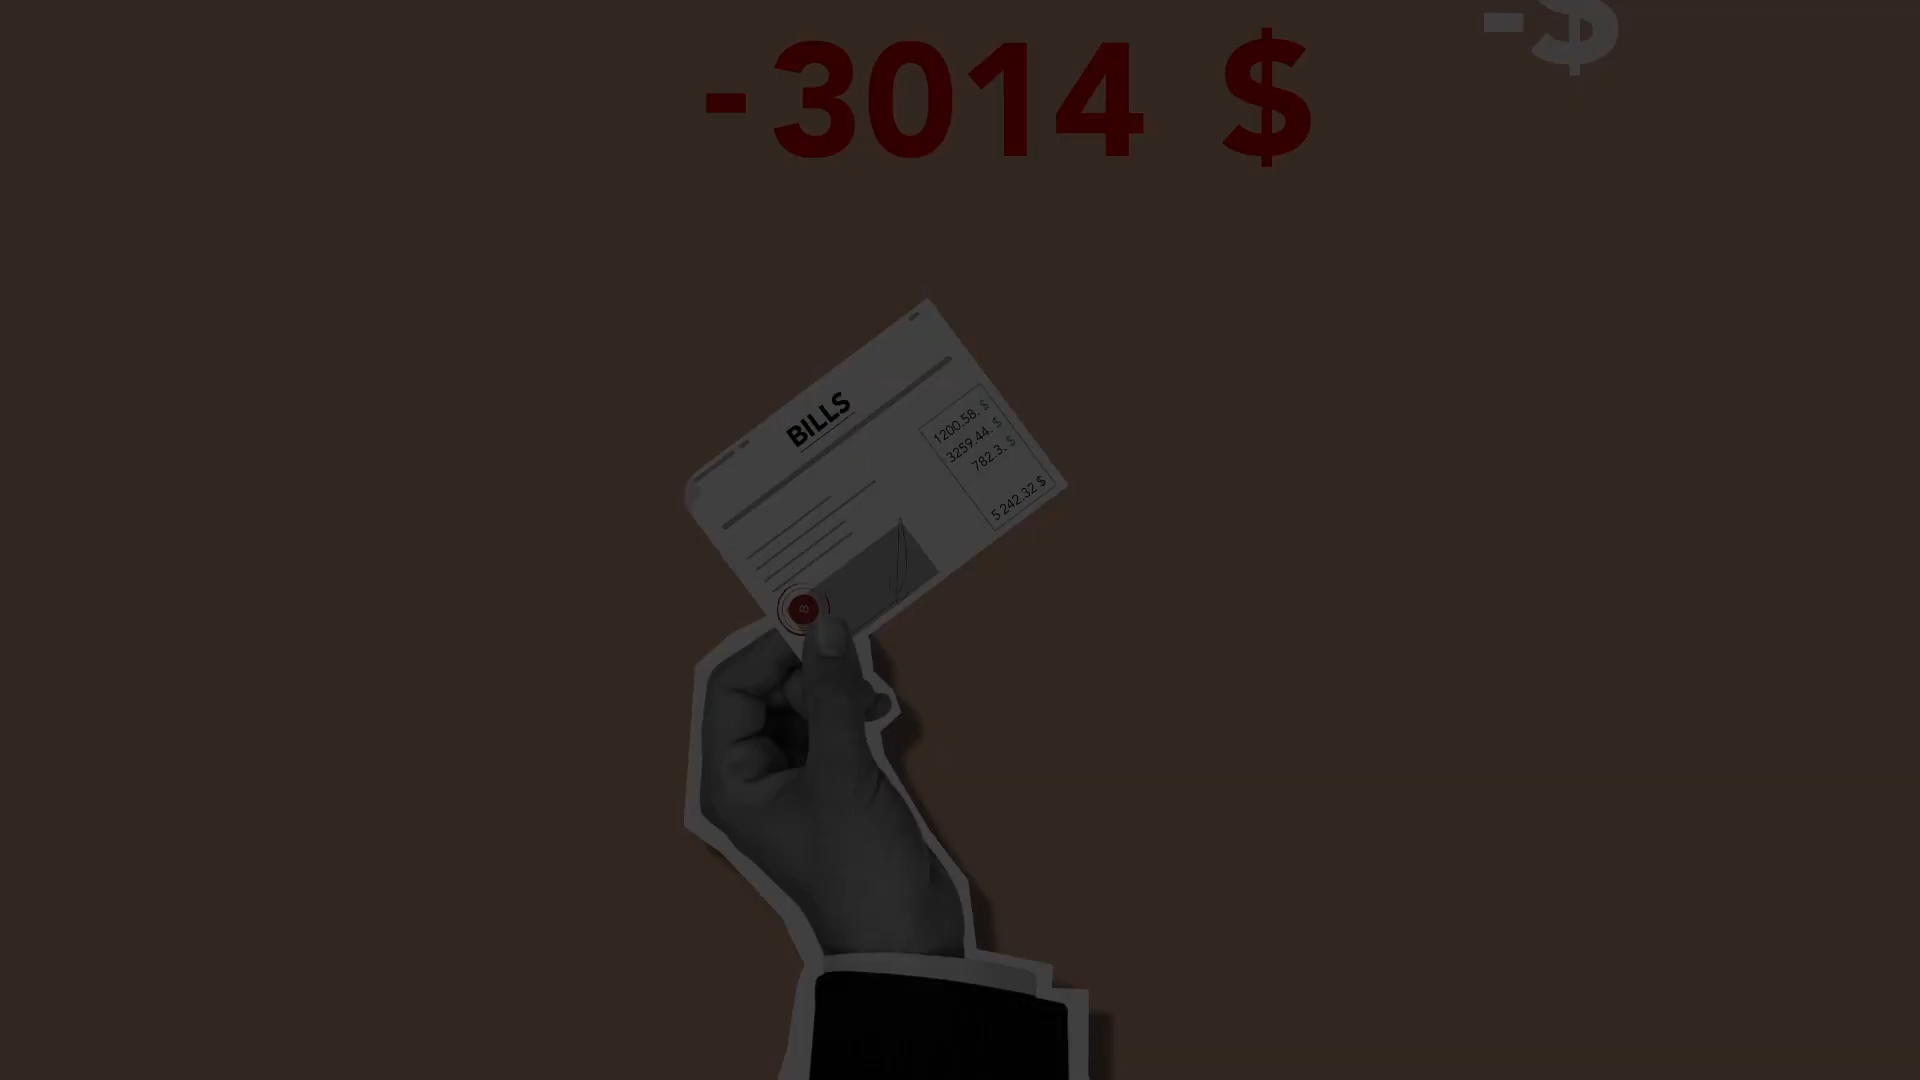 -$
-3014 $
BILLS
1200.58. $
3259.44. $
782.3. $
5 242.32 $